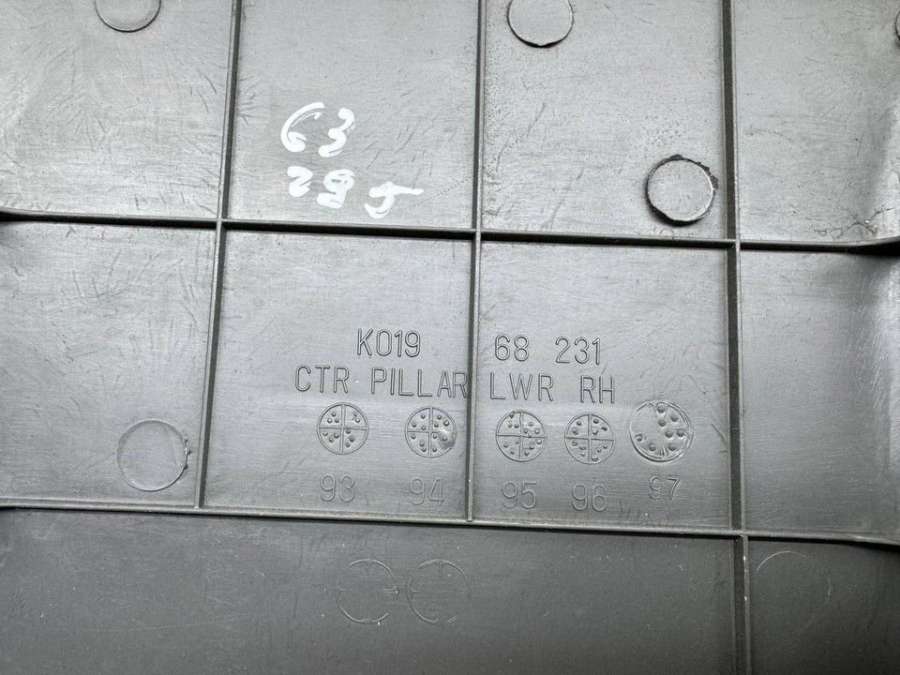 63
295
K019 68 231
CTR PILLAR LWR RH
93 94 95 96 97